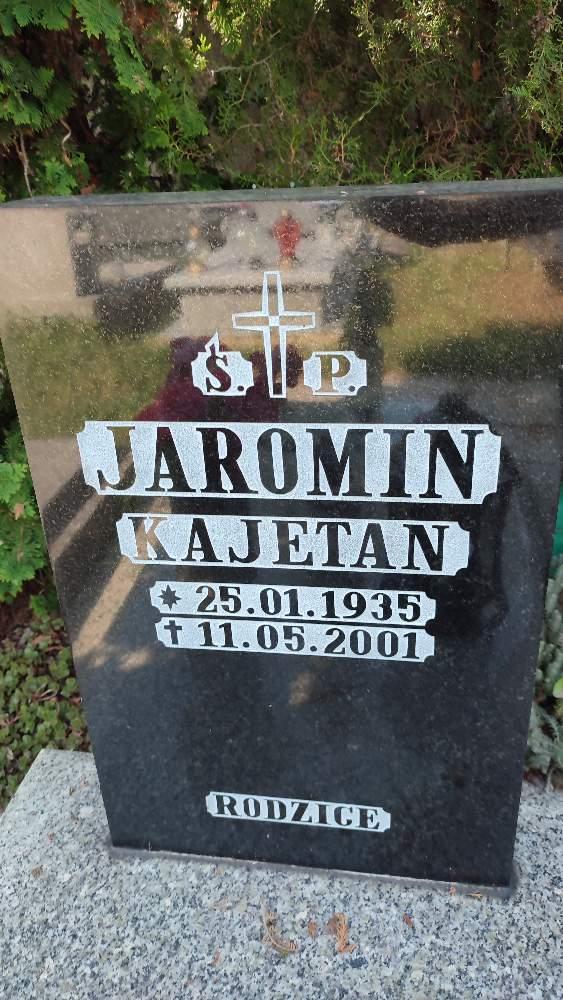 Ś. P.
JAROMIN
KAJETAN
* 25.01.1935
✝ 11.05.2001
RODZICE